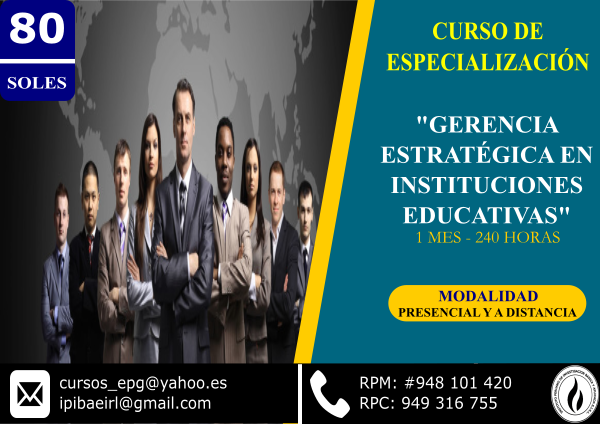 80
SOLES
CURSO DE
ESPECIALIZACIÓN
"GERENCIA
ESTRATÉGICA EN
INSTITUCIONES
EDUCATIVAS"
1 MES - 240 HORAS
MODALIDAD
PRESENCIAL Y A DISTANCIA
cursos_epg@yahoo.es
ipibaeirl@gmail.com
RPM: #948 101 420
RPC: 949 316 755